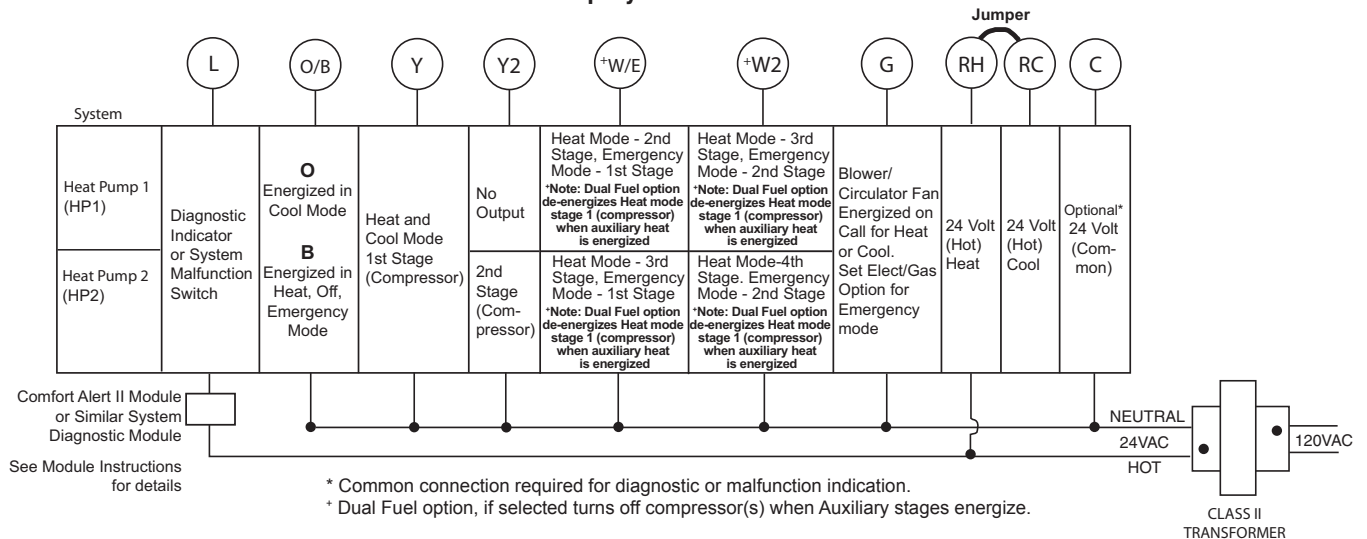 Jumper
L
O/B
Y
Y2
+W/E
+W2
G
RH
RC
C
System
Heat Pump 1
(HP1)
Heat Pump 2
(HP2)
Diagnostic
Indicator
or System
Malfunction
Switch
O
Energized in
Cool Mode
B
Energized in
Heat, Off,
Emergency
Mode
Heat and
Cool Mode
1st Stage
(Compressor)
No
Output
2nd
Stage
(Com-
pressor)
Heat Mode - 2nd
Stage, Emergency
Mode - 1st Stage
+Note: Dual Fuel option
de-energizes Heat mode
stage 1 (compressor)
when auxiliary heat
is energized
Heat Mode - 3rd
Stage, Emergency
Mode - 1st Stage
+Note: Dual Fuel option
de-energizes Heat mode
stage 1 (compressor)
when auxiliary heat
is energized
Heat Mode - 3rd
Stage, Emergency
Mode - 2nd Stage
+Note: Dual Fuel option
de-energizes Heat mode
stage 1 (compressor)
when auxiliary heat
is energized
Heat Mode-4th
Stage. Emergency
Mode - 2nd Stage
+Note: Dual Fuel option
de-energizes Heat mode
stage 1 (compressor)
when auxiliary heat
is energized
Blower/
Circulator Fan
Energized on
Call for Heat
or Cool.
Set Elect/Gas
Option for
Emergency
mode
24 Volt
(Hot)
Heat
24 Volt
(Hot)
Cool
Optional*
24 Volt
(Com-
mon)
Comfort Alert II Module
or Similar System
Diagnostic Module
See Module Instructions
for details
NEUTRAL
24VAC
HOT
120VAC
CLASS II
TRANSFORMER
* Common connection required for diagnostic or malfunction indication.
+ Dual Fuel option, if selected turns off compressor(s) when Auxiliary stages energize.